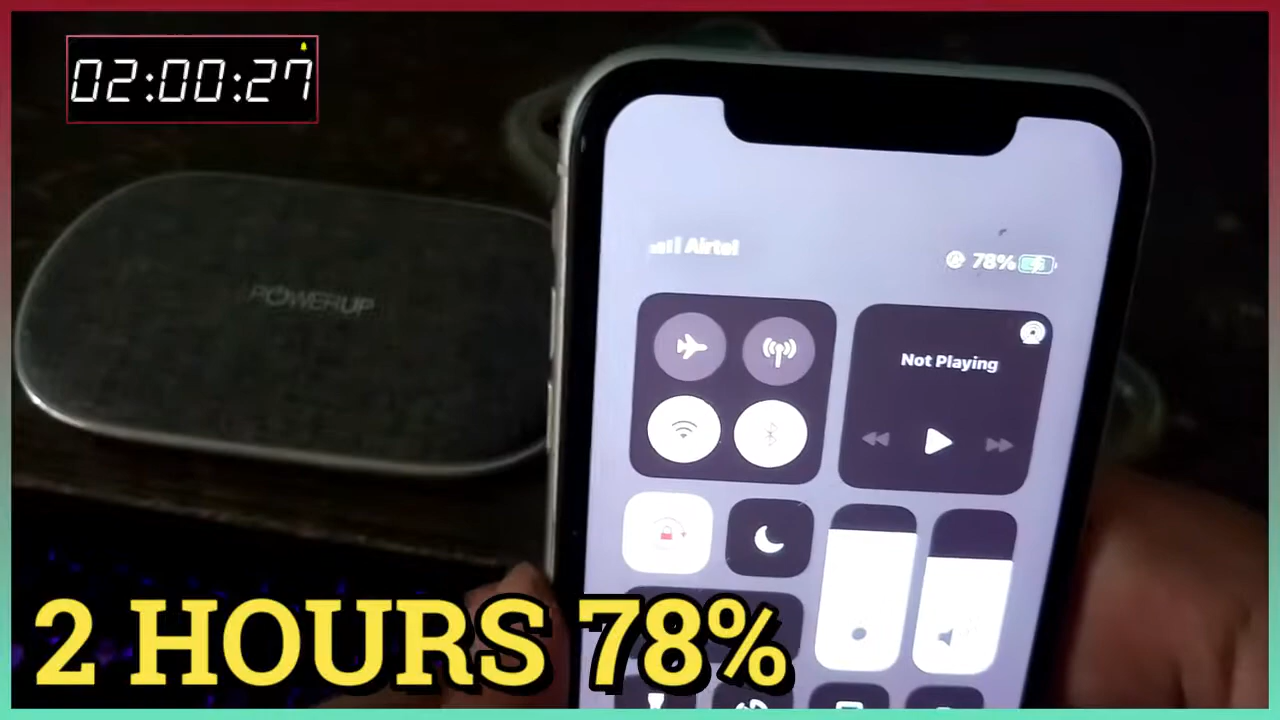 02:00:27
POWERUP
Airtel
78%
Not Playing
2 HOURS 78%